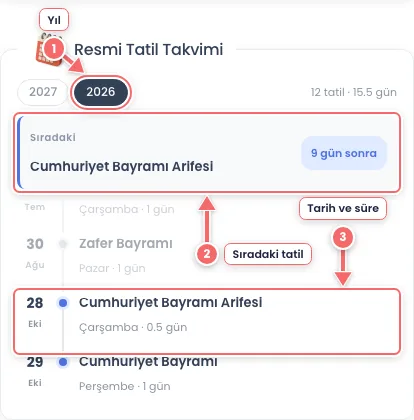 Yıl
1
Resmi Tatil Takvimi
2027
2026
12 tatil · 15.5 gün
Sıradaki
Cumhuriyet Bayramı Arifesi
9 gün sonra
Tem
Çarşamba · 1 gün
Tarih ve süre
30
Ağu
Zafer Bayramı
Pazar · 1 gün
2
Sıradaki tatil
3
28
Eki
Cumhuriyet Bayramı Arifesi
Çarşamba · 0.5 gün
29
Eki
Cumhuriyet Bayramı
Perşembe · 1 gün